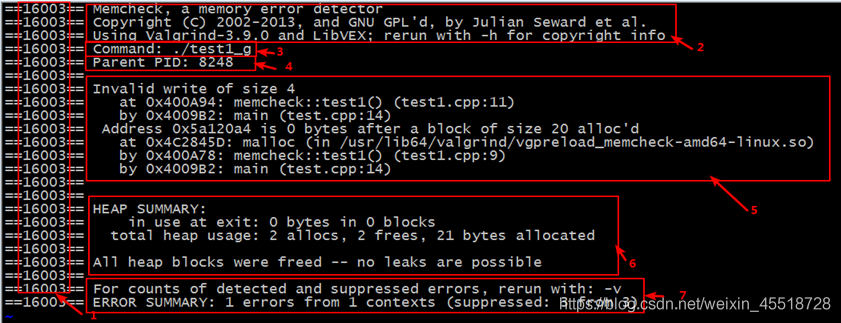 ==16003== Memcheck, a memory error detector
==16003== Copyright (C) 2002-2013, and GNU GPL'd, by Julian Seward et al.
==16003== Using Valgrind-3.9.0 and LibVEX; rerun with -h for copyright info
2
==16003== Command: ./test1_g
3
==16003== Parent PID: 8248
4
==16003==
==16003== Invalid write of size 4
==16003==    at 0x400A94: memcheck::test1() (test1.cpp:11)
==16003==    by 0x4009B2: main (test.cpp:14)
==16003==  Address 0x5a120a4 is 0 bytes after a block of size 20 alloc'd
==16003==    at 0x4C2845D: malloc (in /usr/lib64/valgrind/vgpreload_memcheck-amd64-linux.so)
==16003==    by 0x400A78: memcheck::test1() (test1.cpp:9)
==16003==    by 0x4009B2: main (test.cpp:14)
==16003==
5
==16003==
==16003== HEAP SUMMARY:
==16003==     in use at exit: 0 bytes in 0 blocks
==16003==   total heap usage: 2 allocs, 2 frees, 21 bytes allocated
==16003==
6
==16003== All heap blocks were freed -- no leaks are possible
==16003==
==16003== For counts of detected and suppressed errors, rerun with: -v
7
==16003== ERROR SUMMARY: 1 errors from 1 contexts (suppressed: 3 from 3)
https://blog.csdn.net/weixin_45518728
1